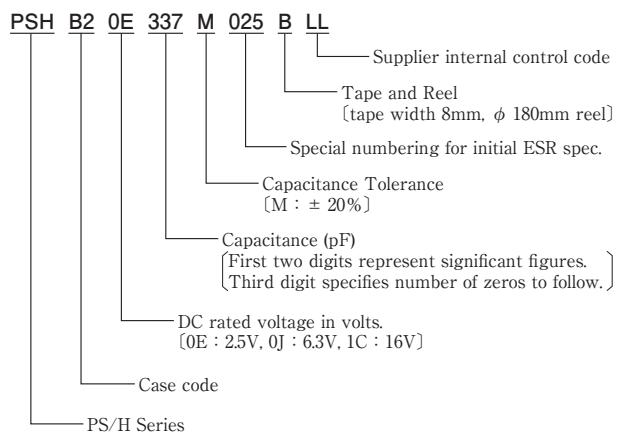 PSH B2 0E 337 M 025 B LL
Supplier internal control code
Tape and Reel
〔tape width 8mm, φ 180mm reel〕
Special numbering for initial ESR spec.
Capacitance Tolerance
〔M : ± 20%〕
Capacitance (pF)
First two digits represent significant figures.
Third digit specifies number of zeros to follow.
DC rated voltage in volts.
〔0E : 2.5V, 0J : 6.3V, 1C : 16V〕
Case code
PS/H Series